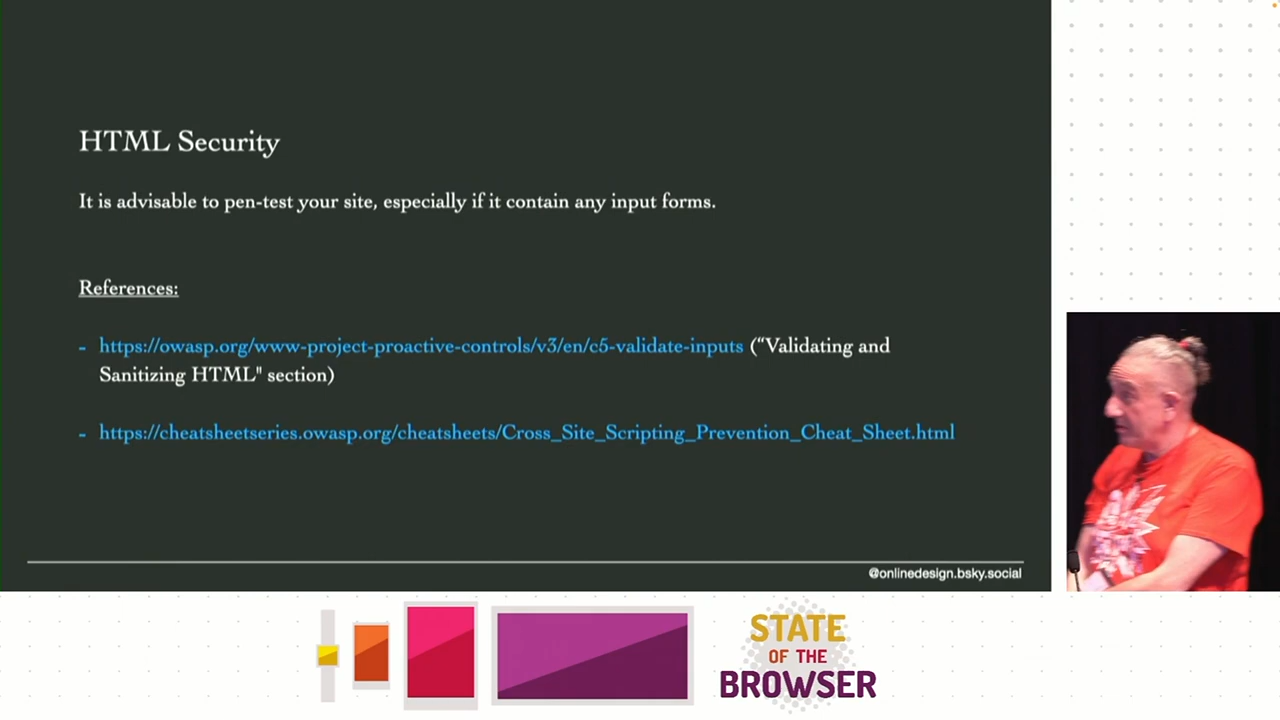 HTML Security
It is advisable to pen-test your site, especially if it contain any input forms.
References:
- https://owasp.org/www-project-proactive-controls/v3/en/c5-validate-inputs (“Validating and
Sanitizing HTML" section)
- https://cheatsheetseries.owasp.org/cheatsheets/Cross_Site_Scripting_Prevention_Cheat_Sheet.html
@onlinedesign.bsky.social
STATE
OF THE
BROWSER